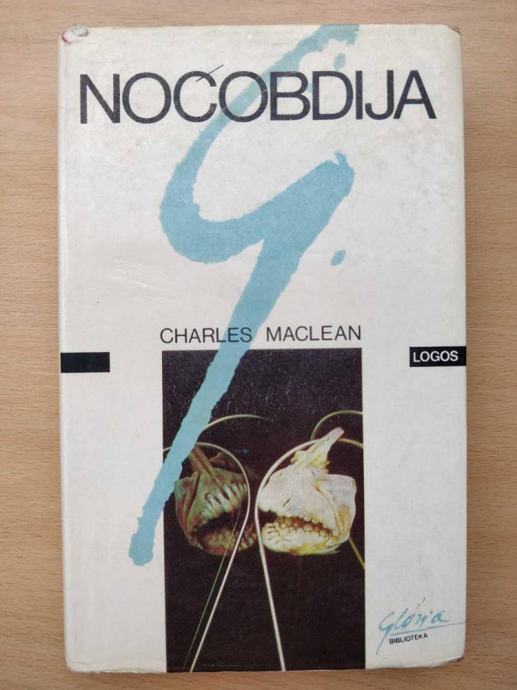 NOĆOBDIJA
G.
CHARLES MACLEAN
LOGOS
Gloria
BIBLIOTEKA